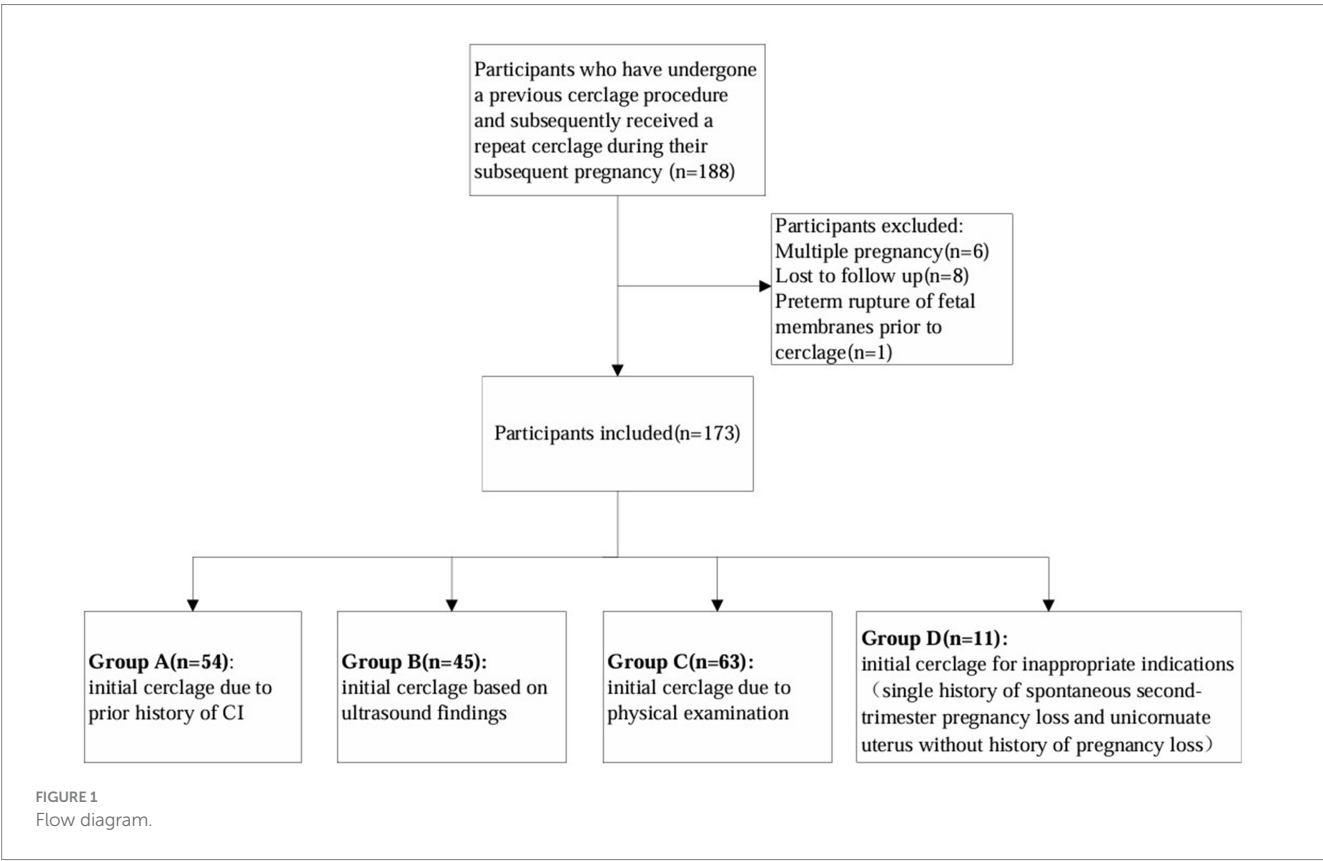 Participants who have undergone
a previous cerclage procedure
and subsequently received a
repeat cerclage during their
subsequent pregnancy (n=188)
Participants excluded:
Multiple pregnancy(n=6)
Lost to follow up(n=8)
Preterm rupture of fetal
membranes prior to
cerclage(n=1)
Participants included(n=173)
Group A(n=54):
initial cerclage due to
prior history of CI
Group B(n=45):
initial cerclage based on
ultrasound findings
Group C(n=63):
initial cerclage due to
physical examination
Group D(n=11):
initial cerclage for inappropriate indications
（single history of spontaneous second-
trimester pregnancy loss and unicornuate
uterus without history of pregnancy loss）
FIGURE 1
Flow diagram.